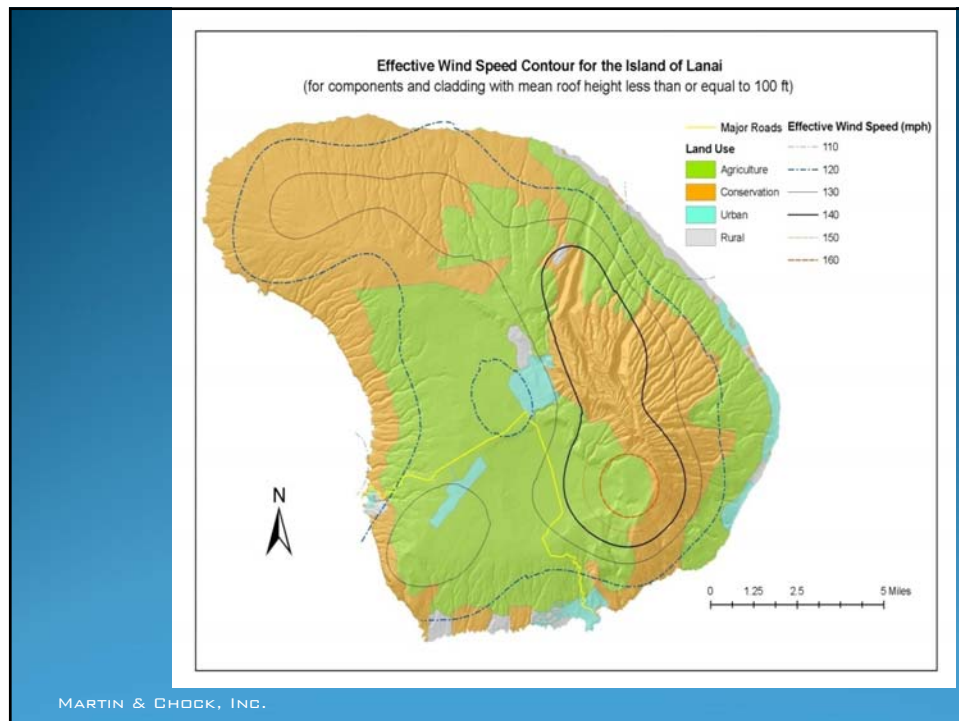 Effective Wind Speed Contour for the Island of Lanai
(for components and cladding with mean roof height less than or equal to 100 ft)
Major Roads
Land Use
Agriculture
Conservation
Urban
Rural
Effective Wind Speed (mph)
110
120
130
140
150
160
N
0 1.25 2.5 5 Miles
MARTIN & CHOCK, INC.